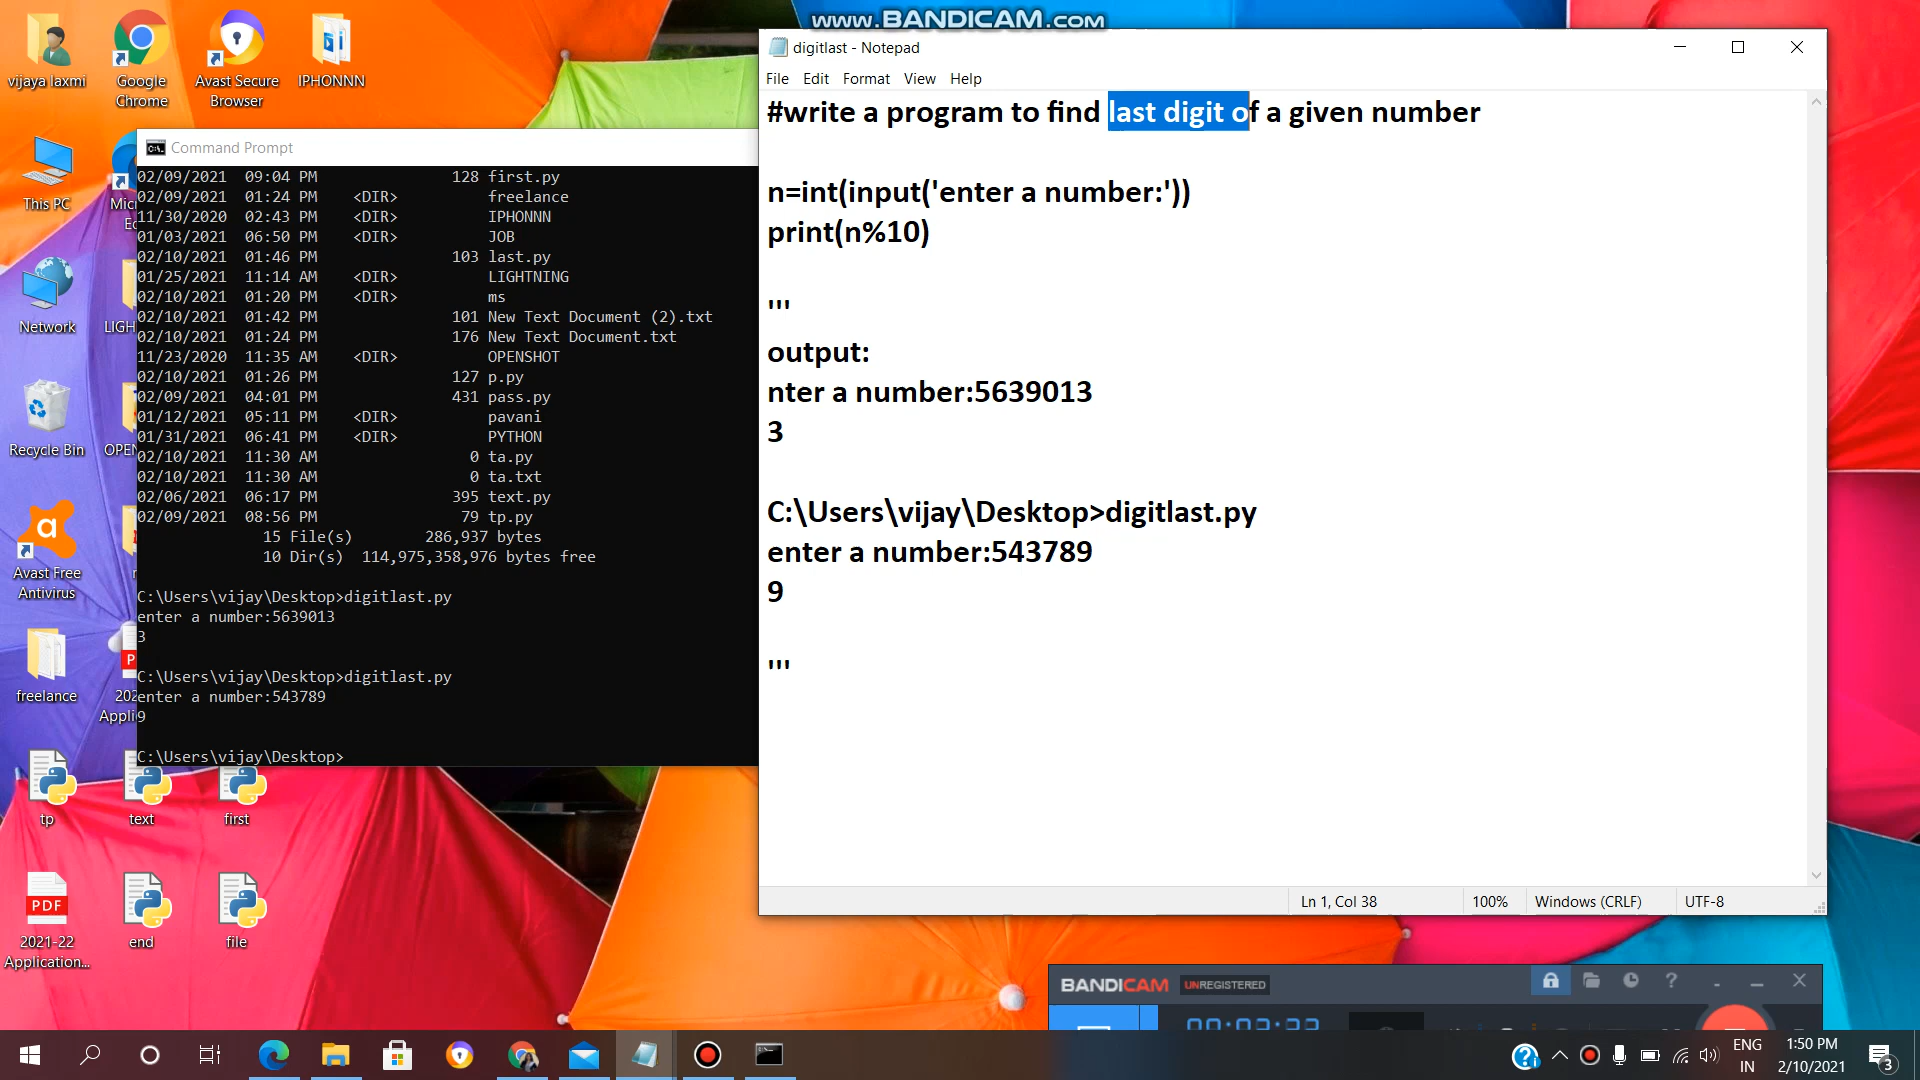 www.BANDICAM.com
vijaya laxmi
Google Chrome
Avast Secure Browser
IPHONNN
This PC
Network
LIGH
Recycle Bin
OPEN
Avast Free Antivirus
freelance
202
Appli
tp
text
first
PDF
2021-22 Application...
end
file
Command Prompt
02/09/2021 09:04 PM 128 first.py
02/09/2021 01:24 PM <DIR> freelance
11/30/2020 02:43 PM <DIR> IPHONNN
01/03/2021 06:50 PM <DIR> JOB
02/10/2021 01:46 PM 103 last.py
01/25/2021 11:14 AM <DIR> LIGHTNING
02/10/2021 01:20 PM <DIR> ms
02/10/2021 01:42 PM 101 New Text Document (2).txt
02/10/2021 01:24 PM 176 New Text Document.txt
11/23/2020 11:35 AM <DIR> OPENSHOT
02/10/2021 01:26 PM 127 p.py
02/09/2021 04:01 PM 431 pass.py
01/12/2021 05:11 PM <DIR> pavani
01/31/2021 06:41 PM <DIR> PYTHON
02/10/2021 11:30 AM 0 ta.py
02/10/2021 11:30 AM 0 ta.txt
02/06/2021 06:17 PM 395 text.py
02/09/2021 08:56 PM 79 tp.py
15 File(s) 286,937 bytes
10 Dir(s) 114,975,358,976 bytes free
C:\Users\vijay\Desktop>digitlast.py
enter a number:5639013
3
C:\Users\vijay\Desktop>digitlast.py
enter a number:543789
9
C:\Users\vijay\Desktop>
digitlast - Notepad
File Edit Format View Help
#write a program to find last digit of a given number
n=int(input('enter a number:'))
print(n%10)
'''
output:
nter a number:5639013
3
C:\Users\vijay\Desktop>digitlast.py
enter a number:543789
9
'''
Ln 1, Col 38 100% Windows (CRLF) UTF-8
BANDICAM UNREGISTERED
ENG
IN
1:50 PM
2/10/2021
3